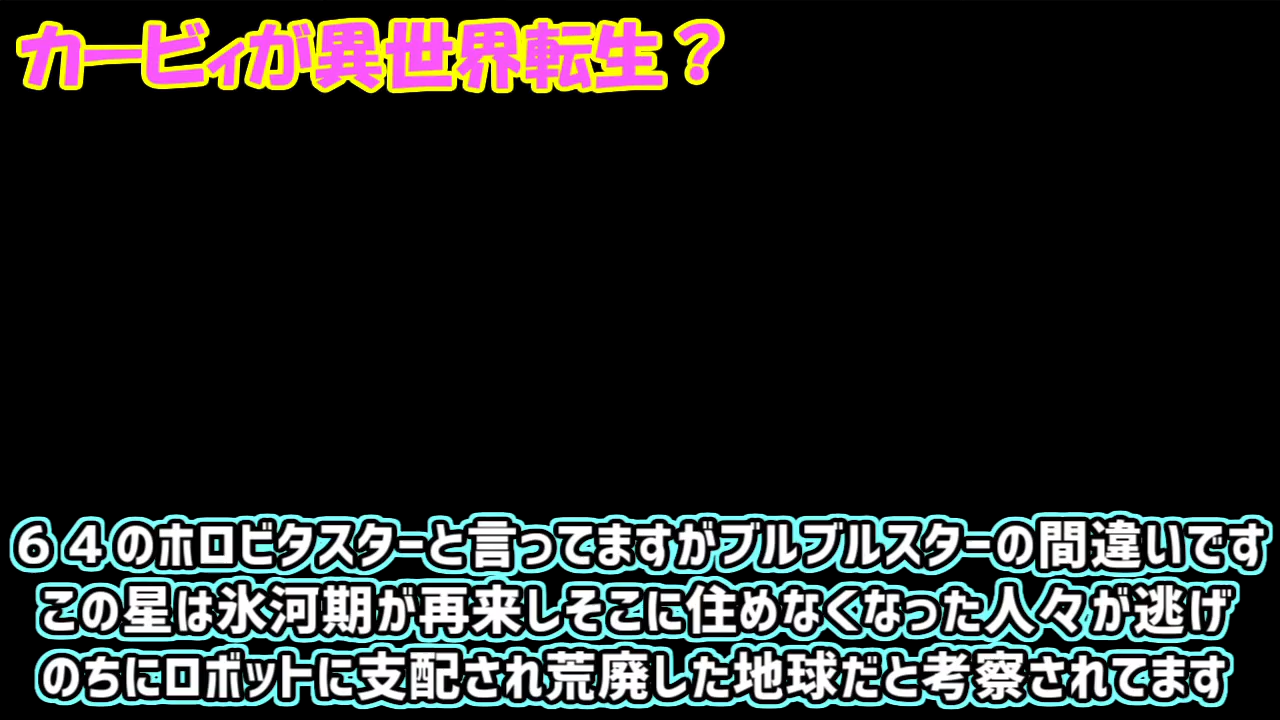 カービィが異世界転生？
６４のホロビタスターと言ってますがブルブルスターの間違いです
この星は氷河期が再来しそこに住めなくなった人々が逃げ
のちにロボットに支配され荒廃した地球だと考察されてます